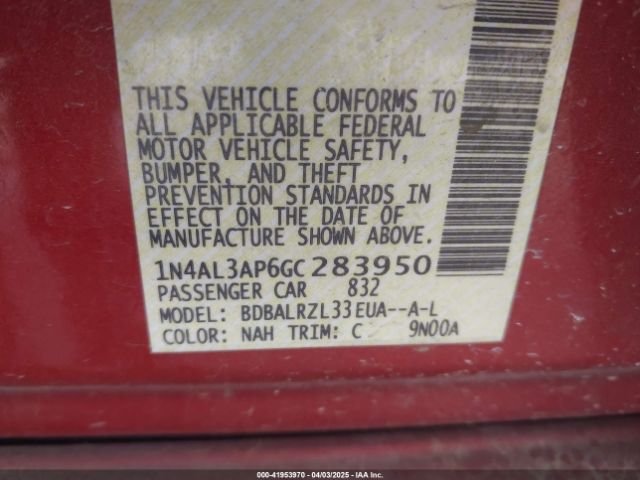 THIS VEHICLE CONFORMS TO
ALL APPLICABLE FEDERAL
MOTOR VEHICLE SAFETY,
BUMPER, AND THEFT
PREVENTION STANDARDS IN
EFFECT ON THE DATE OF
MANUFACTURE SHOWN ABOVE.
1N4AL3AP6GC283950
PASSENGER CAR 832
MODEL: BDBALRZL33EUA--A-L
COLOR: NAH TRIM: C 9N00A
000-41953970 - 04/03/2025 - IAA Inc.